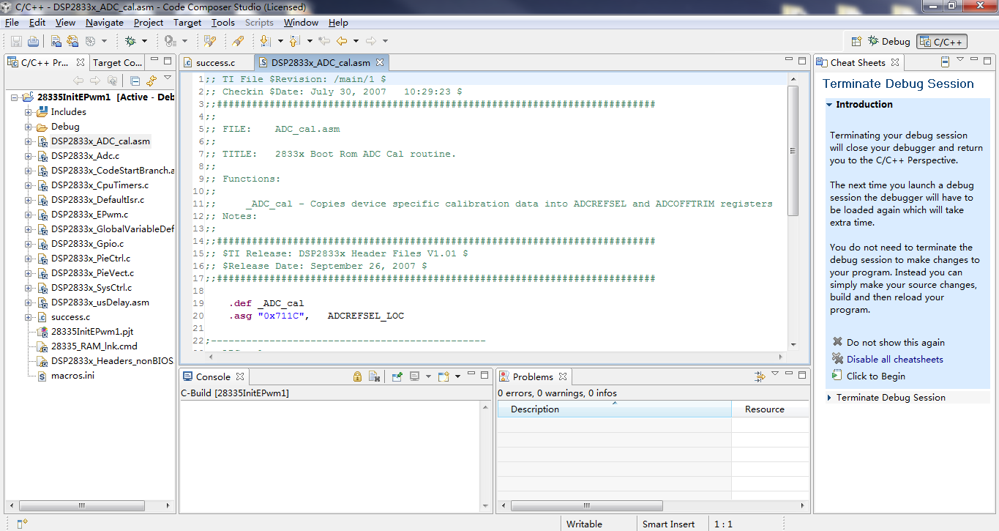 C/C++ - DSP2833x_ADC_cal.asm - Code Composer Studio (Licensed)
File Edit View Navigate Project Target Tools Scripts Window Help
Debug C/C++
C/C++ Pr... Target Co...
28335InitEPwm1 [Active - Deb
Includes
Debug
DSP2833x_ADC_cal.asm
DSP2833x_Adc.c
DSP2833x_CodeStartBranch.a
DSP2833x_CpuTimers.c
DSP2833x_DefaultIsr.c
DSP2833x_EPwm.c
DSP2833x_GlobalVariableDef
DSP2833x_Gpio.c
DSP2833x_PieCtrl.c
DSP2833x_PieVect.c
DSP2833x_SysCtrl.c
DSP2833x_usDelay.asm
success.c
28335InitEPwm1.pjt
28335_RAM_lnk.cmd
DSP2833x_Headers_nonBIOS
macros.ini
success.c DSP2833x_ADC_cal.asm
1;; TI File $Revision: /main/1 $
2;; Checkin $Date: July 30, 2007   10:29:23 $
3;;###########################################################################
4;;
5;; FILE:    ADC_cal.asm
6;;
7;; TITLE:   2833x Boot Rom ADC Cal routine.
8;;
9;; Functions:
10;;
11;;     _ADC_cal - Copies device specific calibration data into ADCREFSEL and ADCOFFTRIM registers
12;; Notes:
13;;
14;;###########################################################################
15;; $TI Release: DSP2833x Header Files V1.01 $
16;; $Release Date: September 26, 2007 $
17;;###########################################################################
18
19    .def _ADC_cal
20    .asg "0x711C",   ADCREFSEL_LOC
21
22;-----------------------------------------------
Console
C-Build [28335InitEPwm1]
Problems
0 errors, 0 warnings, 0 infos
Description Resource
Cheat Sheets
Terminate Debug Session
Introduction
Terminating your debug session
will close your debugger and return
you to the C/C++ Perspective.
The next time you launch a debug
session the debugger will have to
be loaded again which will take
extra time.
You do not need to terminate the
debug session to make changes to
your program. Instead you can
simply make your source changes,
build and then reload your
program.
Do not show this again
Disable all cheatsheets
Click to Begin
Terminate Debug Session
Writable Smart Insert 1 : 1